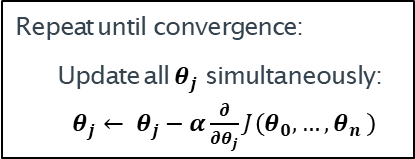 Repeat until convergence:
Update all θⱼ simultaneously:
θⱼ ← θⱼ − α ∂/∂θⱼ J(θ₀, …, θₙ )